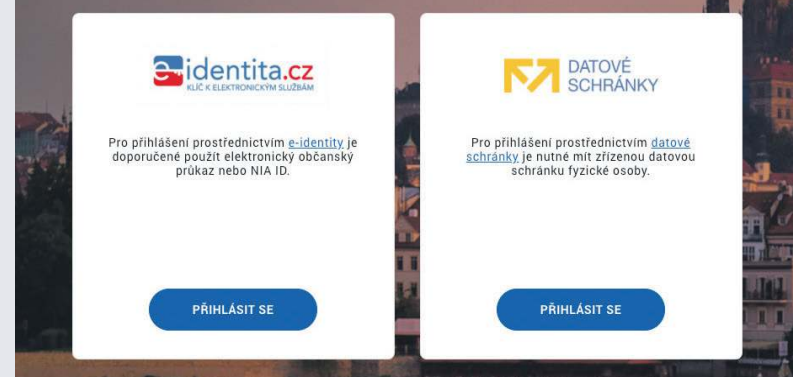 e-identita.cz
KLÍČ K ELEKTRONICKÝM SLUŽBÁM
Pro přihlášení prostřednictvím e-identity je
doporučené použít elektronický občanský
průkaz nebo NIA ID.
PŘIHLÁSIT SE
DATOVÉ
SCHRÁNKY
Pro přihlášení prostřednictvím datové
schránky je nutné mít zřízenou datovou
schránku fyzické osoby.
PŘIHLÁSIT SE